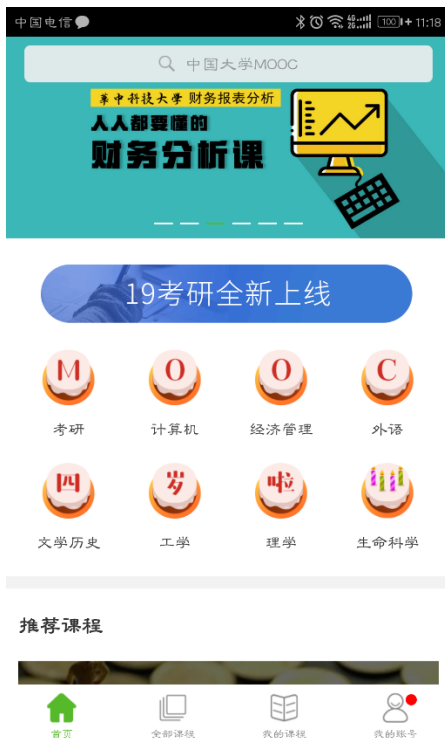 中国电信 4G 2G 100 11:18
中国大学MOOC
华中科技大学 财务报表分析
人人都要懂的
财务分析课
19考研全新上线
M O O C
考研 计算机 经济管理 外语
四 岁 啦
文学历史 工学 理学 生命科学
推荐课程
首页 全部课程 我的课程 我的账号